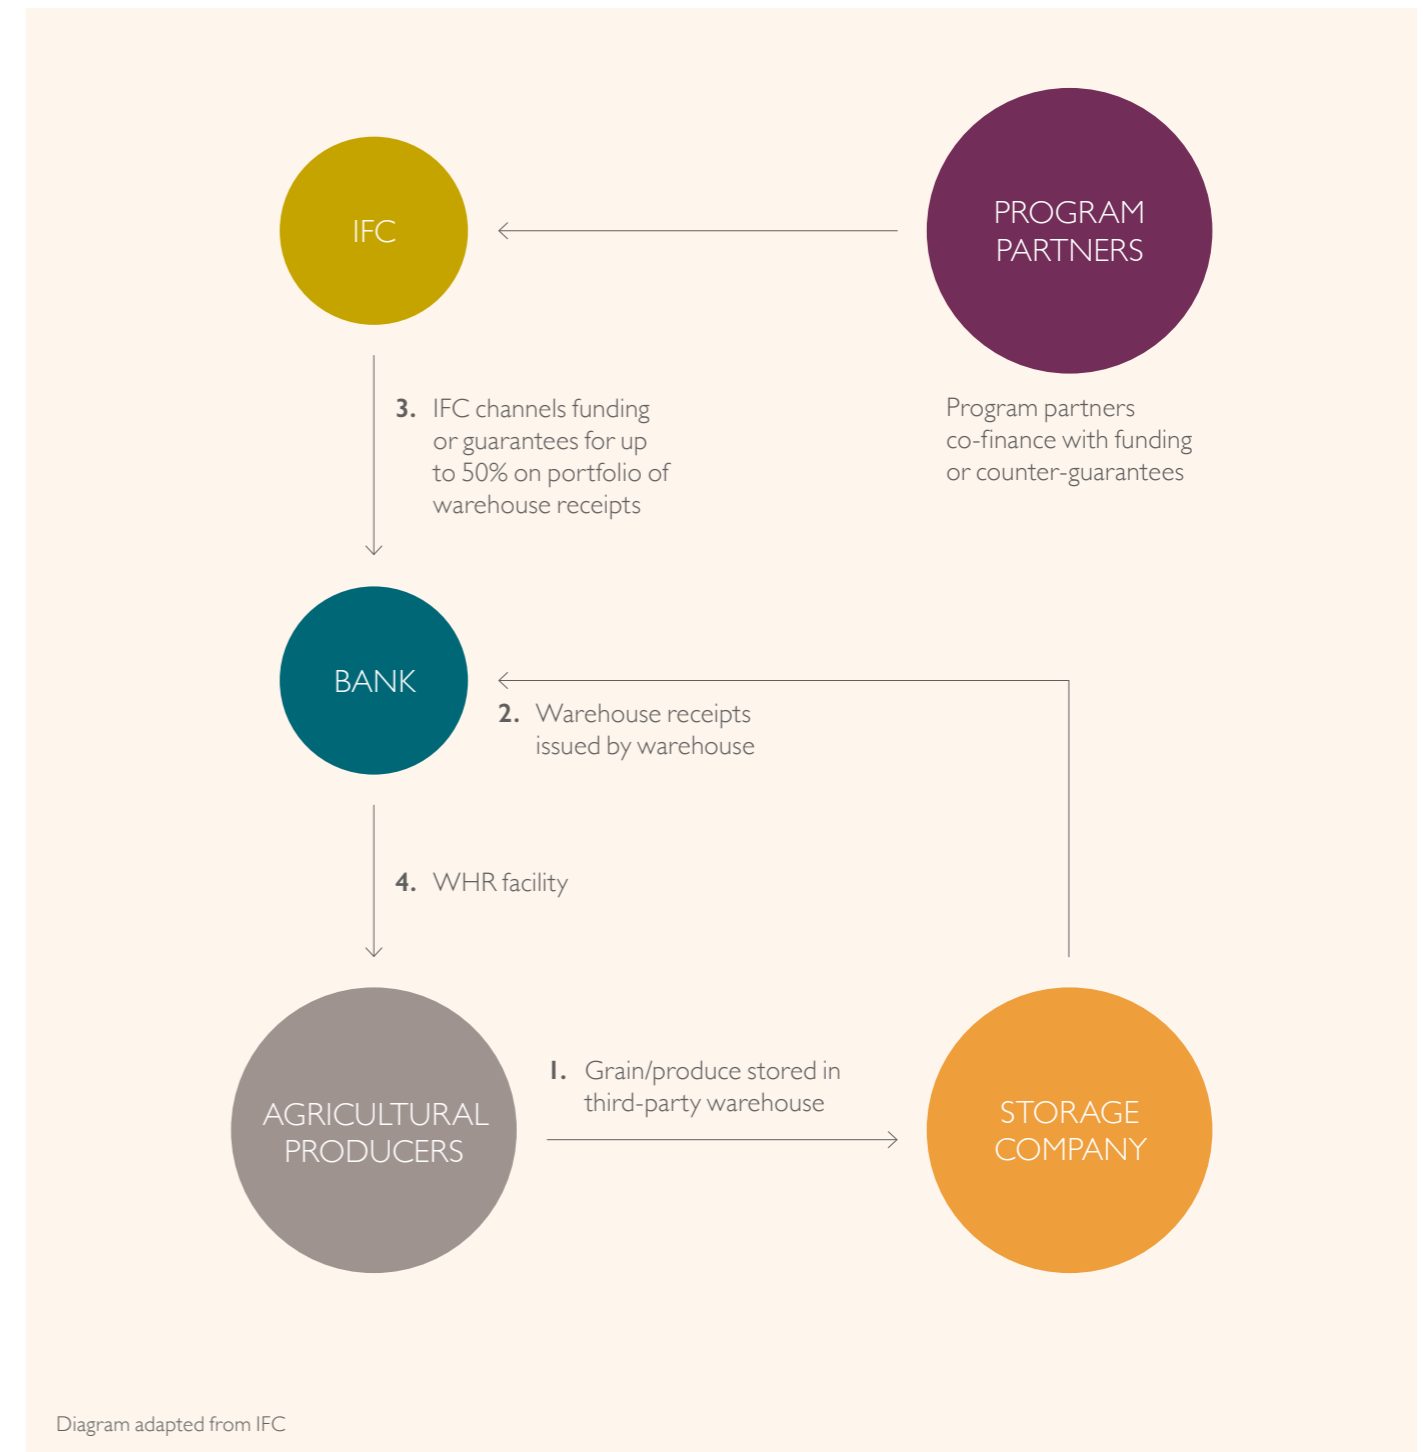 IFC
PROGRAM
PARTNERS
3. IFC channels funding
or guarantees for up
to 50% on portfolio of
warehouse receipts
Program partners
co-finance with funding
or counter-guarantees
BANK
2. Warehouse receipts
issued by warehouse
4. WHR facility
AGRICULTURAL
PRODUCERS
1. Grain/produce stored in
third-party warehouse
STORAGE
COMPANY
Diagram adapted from IFC